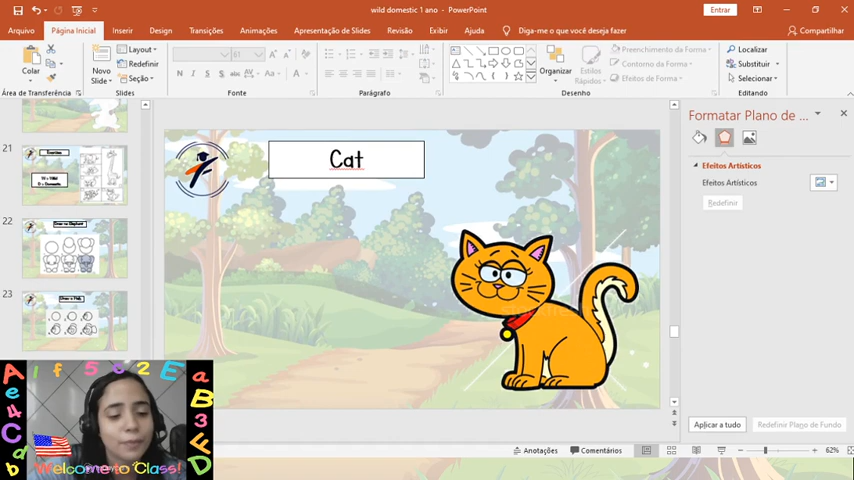 wild domestic 1 ano - PowerPoint
Entrar
Arquivo
Página Inicial
Inserir
Design
Transições
Animações
Apresentação de Slides
Revisão
Exibir
Ajuda
Diga-me o que você deseja fazer
Compartilhar
Colar
Novo
Slide
Layout
Redefinir
Seção
61
N
I
S
Organizar
Estilos
Rápidos
Preenchimento da Forma
Contorno da Forma
Efeitos de Forma
Localizar
Substituir
Selecionar
Área de Transferência
Slides
Fonte
Parágrafo
Desenho
Editando
21
22
23
Cat
Formatar Plano de ...
Efeitos Artísticos
Efeitos Artísticos
Redefinir
Aplicar a tudo
Redefinir Plano de Fundo
Anotações
Comentários
62%
Welcome to Class!